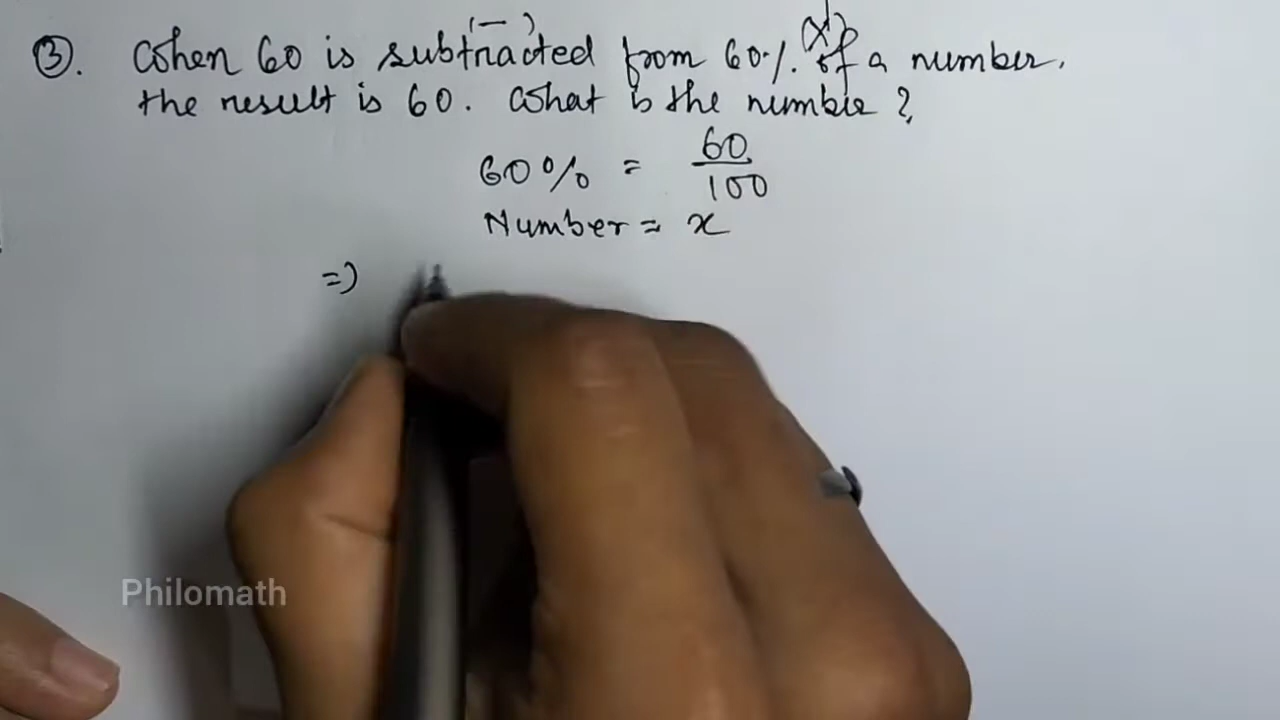 (-) (x)
③. When 60 is subtracted from 60% of a number,
the result is 60. What is the number?
60% = 60/100
Number = x
=)
Philomath